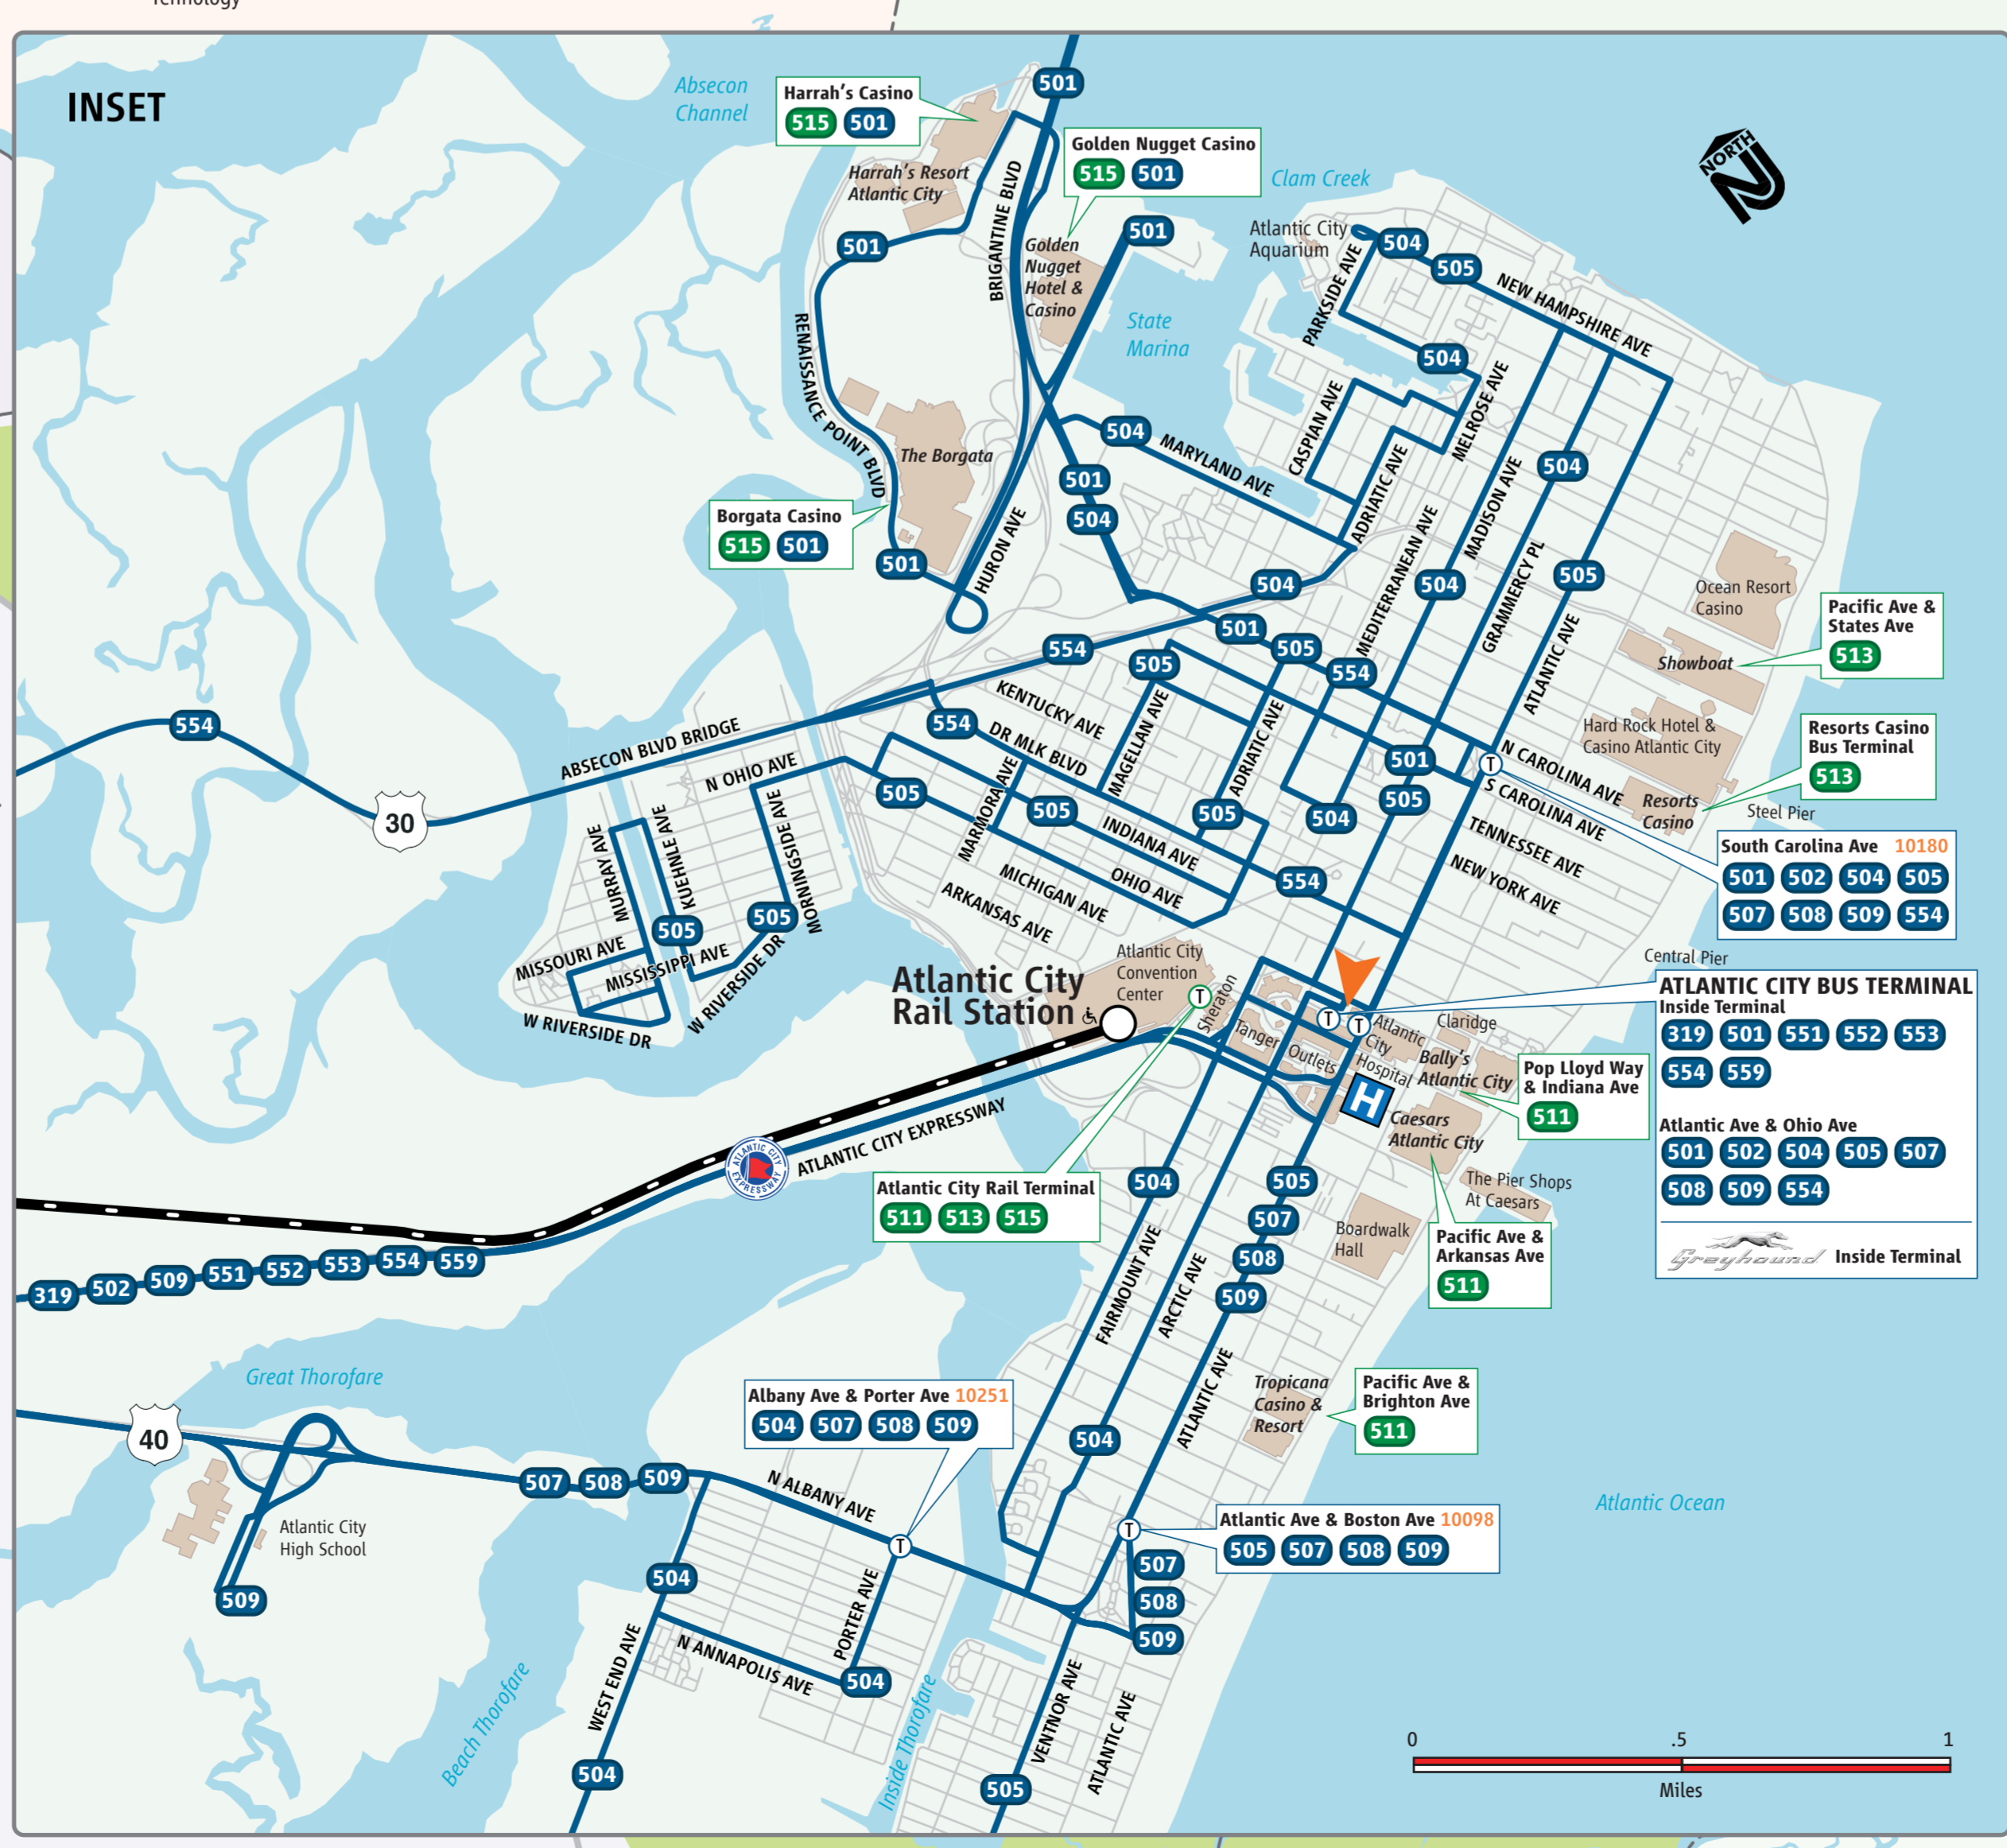 Technology
INSET
Absecon
Channel
Harrah's Casino
515 501
501
Golden Nugget Casino
515 501
Clam Creek
NORTH
Harrah's Resort
Atlantic City
BRIGANTINE BLVD
501
501
Golden
Nugget
Hotel &
Casino
State
Marina
Atlantic City
Aquarium
504
505
PARKSIDE AVE
NEW HAMPSHIRE AVE
504
RENAISSANCE POINT BLVD
The Borgata
504
MARYLAND AVE
CASPIAN AVE
MELROSE AVE
ADRIATIC AVE
501
504
MADISON AVE
504
MEDITERRANEAN AVE
Borgata Casino
515 501
501
HURON AVE
504
504
GRAMMERCY PL
505
ATLANTIC AVE
Ocean Resort
Casino
Pacific Ave &
States Ave
513
Showboat
501
505
554
554
505
KENTUCKY AVE
DR MLK BLVD
554
MAGELLAN AVE
ADRIATIC AVE
554
30
ABSECON BLVD BRIDGE
N OHIO AVE
505
MARMORA AVE
505
INDIANA AVE
505
504
501
505
T
N CAROLINA AVE
S CAROLINA AVE
TENNESSEE AVE
NEW YORK AVE
Hard Rock Hotel &
Casino Atlantic City
Resorts
Casino
Resorts Casino
Bus Terminal
513
Steel Pier
South Carolina Ave 10180
501 502 504 505
507 508 509 554
OHIO AVE
MICHIGAN AVE
ARKANSAS AVE
554
MURRAY AVE
KUEHNLE AVE
MORNINGSIDE AVE
505
505
MISSOURI AVE
MISSISSIPPI AVE
W RIVERSIDE DR
W RIVERSIDE DR
Atlantic City
Rail Station
Atlantic City
Convention
Center
T
Sheraton
Tanger
Outlets
T
T
Atlantic
City
Hospital
H
Claridge
Bally's
Atlantic City
Caesars
Atlantic City
Central Pier
ATLANTIC CITY BUS TERMINAL
Inside Terminal
319 501 551 552 553
554 559
Atlantic Ave & Ohio Ave
501 502 504 505 507
508 509 554
Greyhound Inside Terminal
Pop Lloyd Way
& Indiana Ave
511
The Pier Shops
At Caesars
Pacific Ave &
Arkansas Ave
511
Boardwalk
Hall
ATLANTIC CITY EXPRESSWAY
ATLANTIC CITY
EXPRESSWAY
Atlantic City Rail Terminal
511 513 515
319 502 509 551 552 553 554 559
504
505
507
508
509
FAIRMOUNT AVE
ARCTIC AVE
ATLANTIC AVE
504
Great Thorofare
40
Atlantic City
High School
509
507 508 509
Albany Ave & Porter Ave 10251
504 507 508 509
N ALBANY AVE
T
Tropicana
Casino &
Resort
Pacific Ave &
Brighton Ave
511
Atlantic Ocean
T
Atlantic Ave & Boston Ave 10098
505 507 508 509
507
508
509
504
PORTER AVE
N ANNAPOLIS AVE
504
WEST END AVE
504
Beach Thorofare
Inside Thorofare
VENTNOR AVE
ATLANTIC AVE
505
0 .5 1
Miles